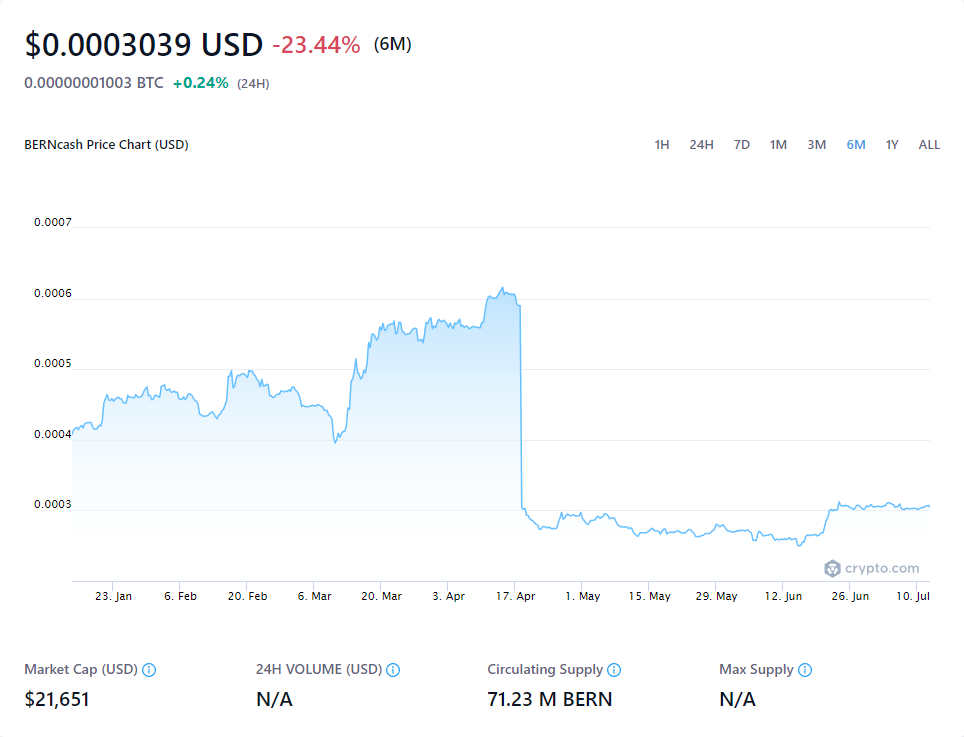 $0.0003039 USD -23.44% (6M)
0.00000001003 BTC +0.24% (24H)
BERNcash Price Chart (USD) 1H 24H 7D 1M 3M 6M 1Y ALL
0.0007
0.0006
0.0005
0.0004
0.0003
crypto.com
23. Jan 6. Feb 20. Feb 6. Mar 20. Mar 3. Apr 17. Apr 1. May 15. May 29. May 12. Jun 26. Jun 10. Jul
Market Cap (USD) 24H VOLUME (USD) Circulating Supply Max Supply
$21,651 N/A 71.23 M BERN N/A